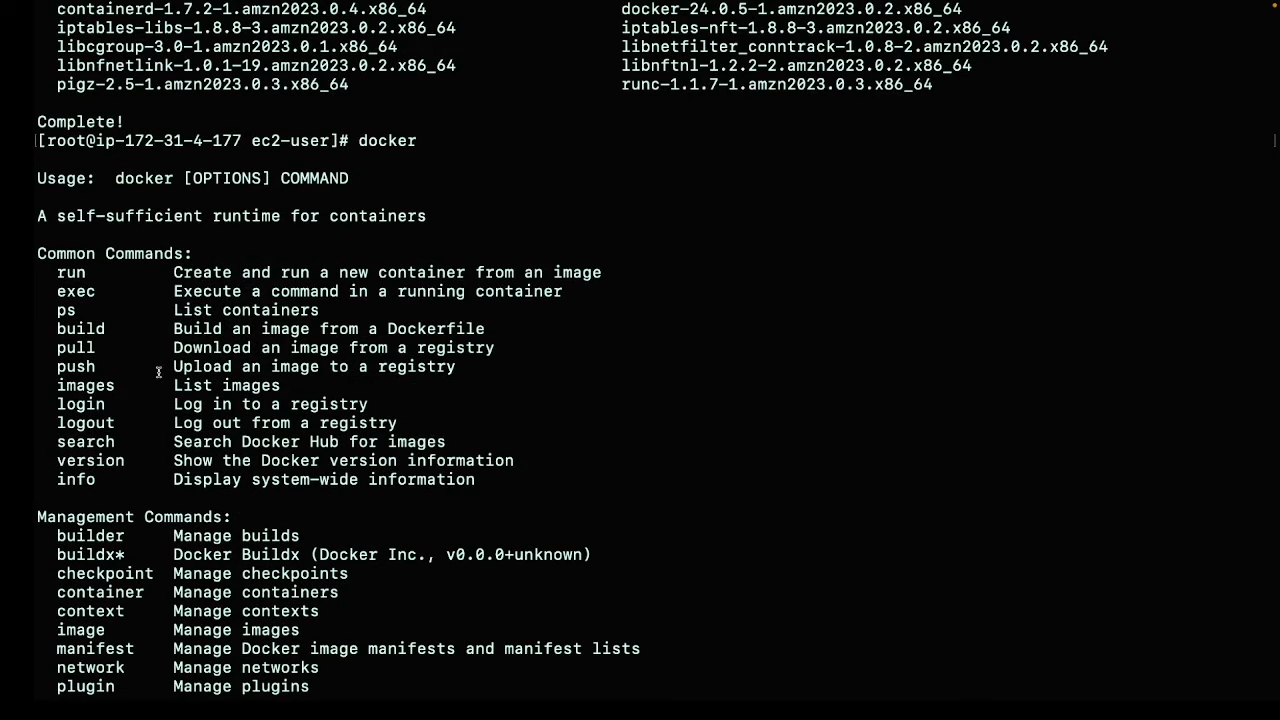 containerd-1.7.2-1.amzn2023.0.4.x86_64 docker-24.0.5-1.amzn2023.0.2.x86_64
iptables-libs-1.8.8-3.amzn2023.0.2.x86_64 iptables-nft-1.8.8-3.amzn2023.0.2.x86_64
libcgroup-3.0-1.amzn2023.0.1.x86_64 libnetfilter_conntrack-1.0.8-2.amzn2023.0.2.x86_64
libnfnetlink-1.0.1-19.amzn2023.0.2.x86_64 libnftnl-1.2.2-2.amzn2023.0.2.x86_64
pigz-2.5-1.amzn2023.0.3.x86_64 runc-1.1.7-1.amzn2023.0.3.x86_64
Complete!
[root@ip-172-31-4-177 ec2-user]# docker
Usage:  docker [OPTIONS] COMMAND
A self-sufficient runtime for containers
Common Commands:
run Create and run a new container from an image
exec Execute a command in a running container
ps List containers
build Build an image from a Dockerfile
pull Download an image from a registry
push Upload an image to a registry
images List images
login Log in to a registry
logout Log out from a registry
search Search Docker Hub for images
version Show the Docker version information
info Display system-wide information
Management Commands:
builder Manage builds
buildx* Docker Buildx (Docker Inc., v0.0.0+unknown)
checkpoint Manage checkpoints
container Manage containers
context Manage contexts
image Manage images
manifest Manage Docker image manifests and manifest lists
network Manage networks
plugin Manage plugins